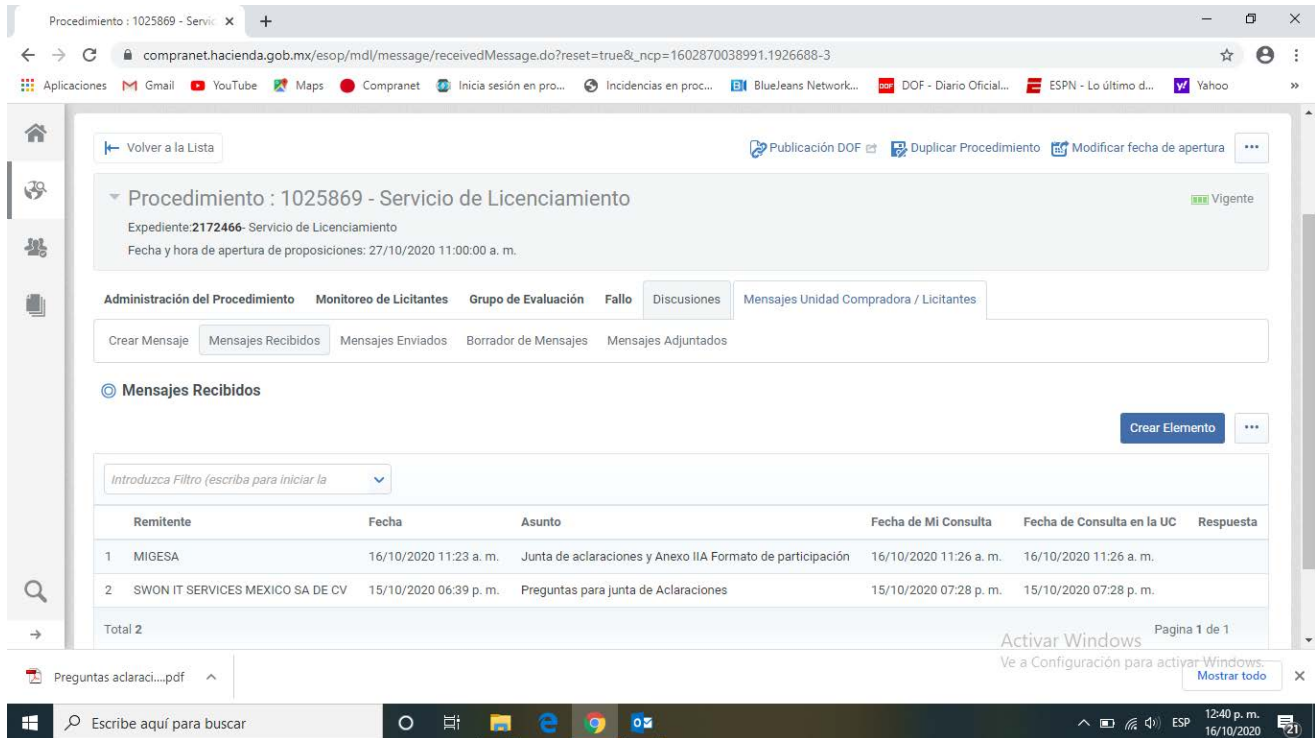 Procedimiento : 1025869 - Servic
compranet.hacienda.gob.mx/esop/mdl/message/receivedMessage.do?reset=true&_ncp=1602870038991.1926688-3
Aplicaciones Gmail YouTube Maps Compranet Inicia sesión en pro... Incidencias en proc... BlueJeans Network... DOF - Diario Oficial... ESPN - Lo último d... Yahoo »
Volver a la Lista Publicación DOF Duplicar Procedimiento Modificar fecha de apertura ...
Procedimiento : 1025869 - Servicio de Licenciamiento Vigente
Expediente:2172466- Servicio de Licenciamiento
Fecha y hora de apertura de proposiciones: 27/10/2020 11:00:00 a. m.
Administración del Procedimiento Monitoreo de Licitantes Grupo de Evaluación Fallo Discusiones Mensajes Unidad Compradora / Licitantes
Crear Mensaje Mensajes Recibidos Mensajes Enviados Borrador de Mensajes Mensajes Adjuntados
Mensajes Recibidos
Crear Elemento ...
Introduzca Filtro (escriba para iniciar la
Remitente Fecha Asunto Fecha de Mi Consulta Fecha de Consulta en la UC Respuesta
1 MIGESA 16/10/2020 11:23 a. m. Junta de aclaraciones y Anexo IIA Formato de participación 16/10/2020 11:26 a. m. 16/10/2020 11:26 a. m.
2 SWON IT SERVICES MEXICO SA DE CV 15/10/2020 06:39 p. m. Preguntas para junta de Aclaraciones 15/10/2020 07:28 p. m. 15/10/2020 07:28 p. m.
Total 2 Pagina 1 de 1
Activar Windows
Ve a Configuración para activar Windows.
Preguntas aclaraci....pdf Mostrar todo
Escribe aquí para buscar ESP 12:40 p. m.
16/10/2020 21